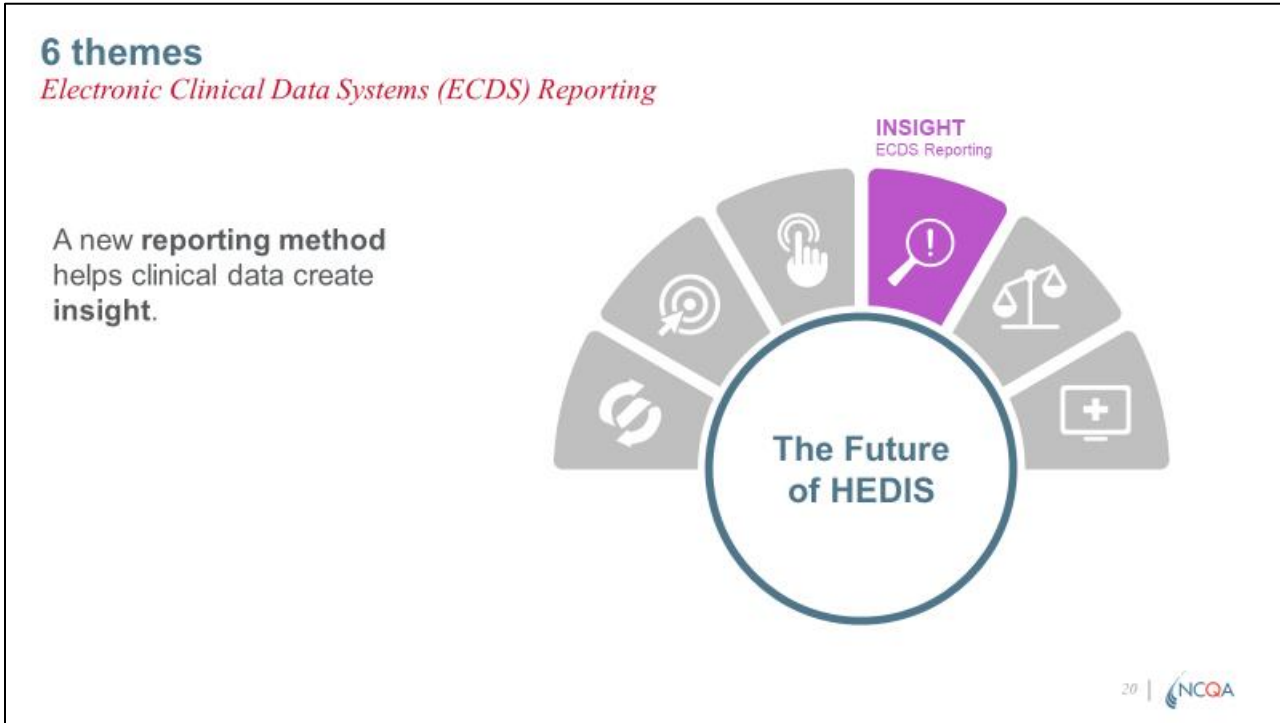 6 themes
Electronic Clinical Data Systems (ECDS) Reporting
INSIGHT
ECDS Reporting
A new reporting method
helps clinical data create
insight.
The Future
of HEDIS
20 | NCQA